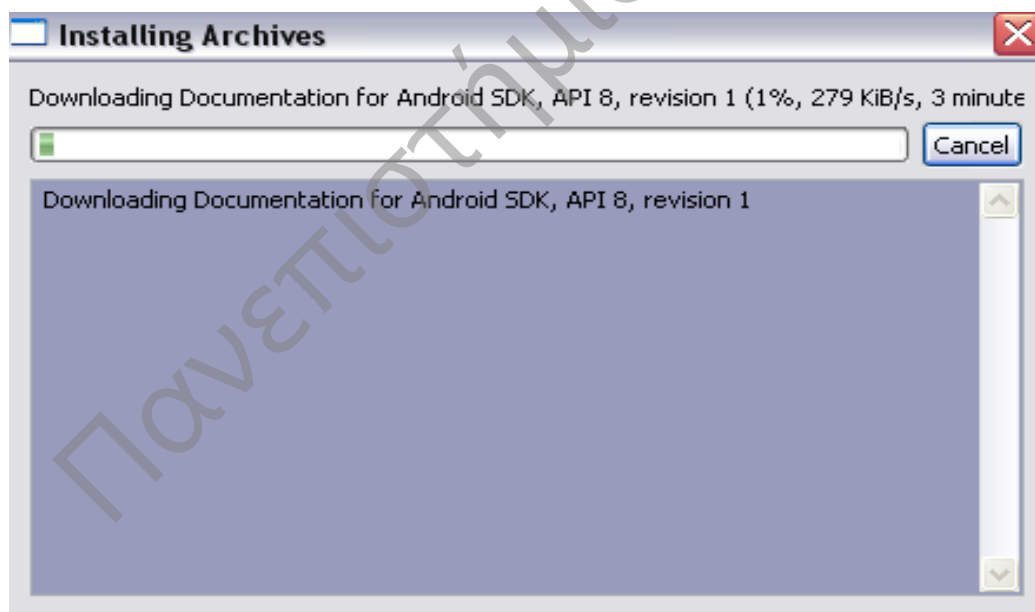 Installing Archives
Downloading Documentation for Android SDK, API 8, revision 1 (1%, 279 KiB/s, 3 minute
Cancel
Downloading Documentation for Android SDK, API 8, revision 1